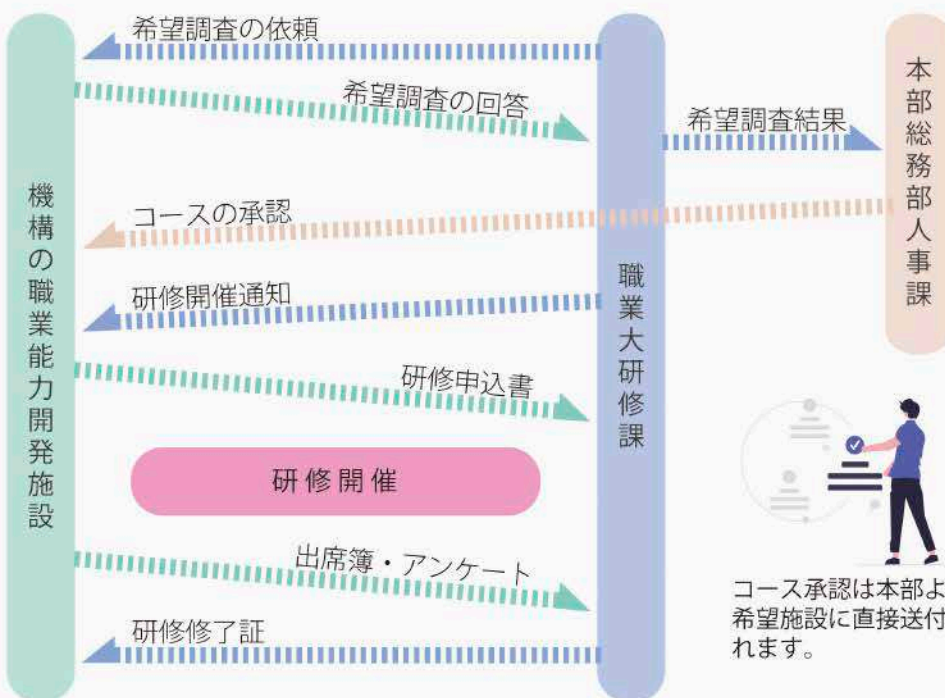 希望調査の依頼
希望調査の回答
希望調査結果
コースの承認
研修開催通知
研修申込書
研修開催
出席簿・アンケート
研修修了証
機構の職業能力開発施設
職業大研修課
本部総務部人事課
コース承認は本部よ
希望施設に直接送付
れます。